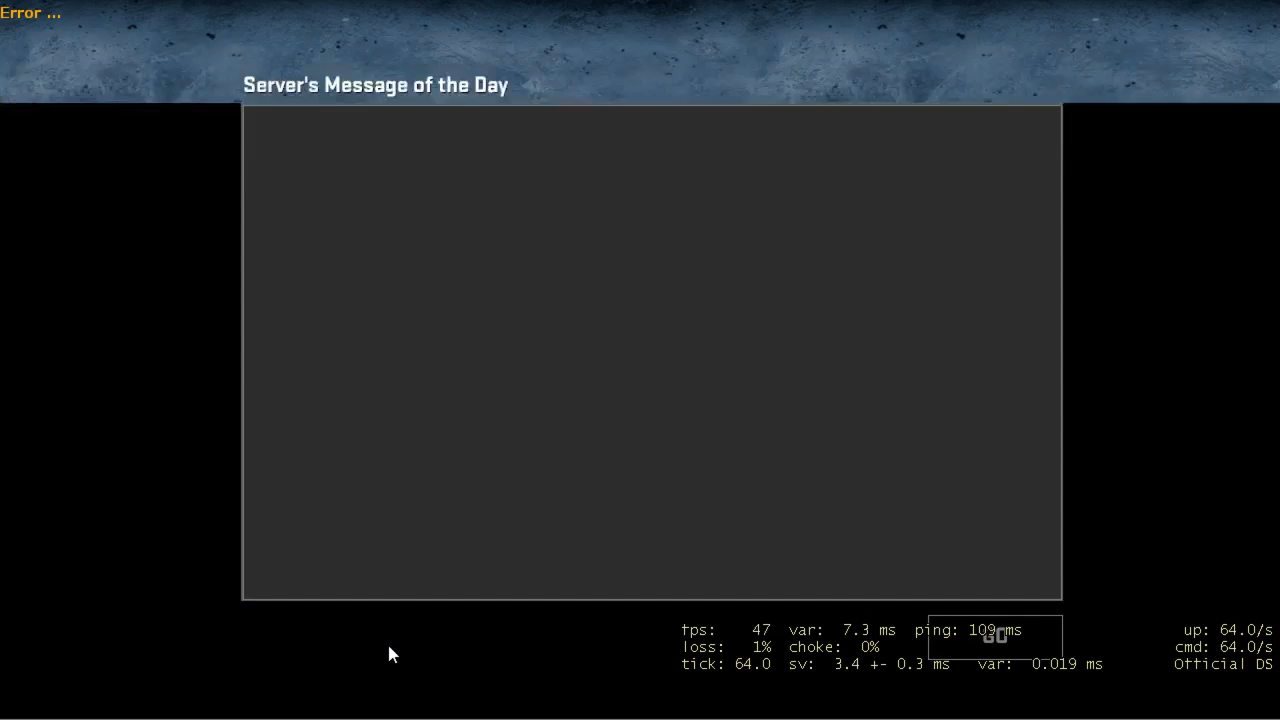 Error ...
Server's Message of the Day
fps: 47 var: 7.3 ms ping: 109 ms up: 64.0/s
GO
loss: 1% choke: 0% cmd: 64.0/s
tick: 64.0 sv: 3.4 +- 0.3 ms var: 0.019 ms Official DS